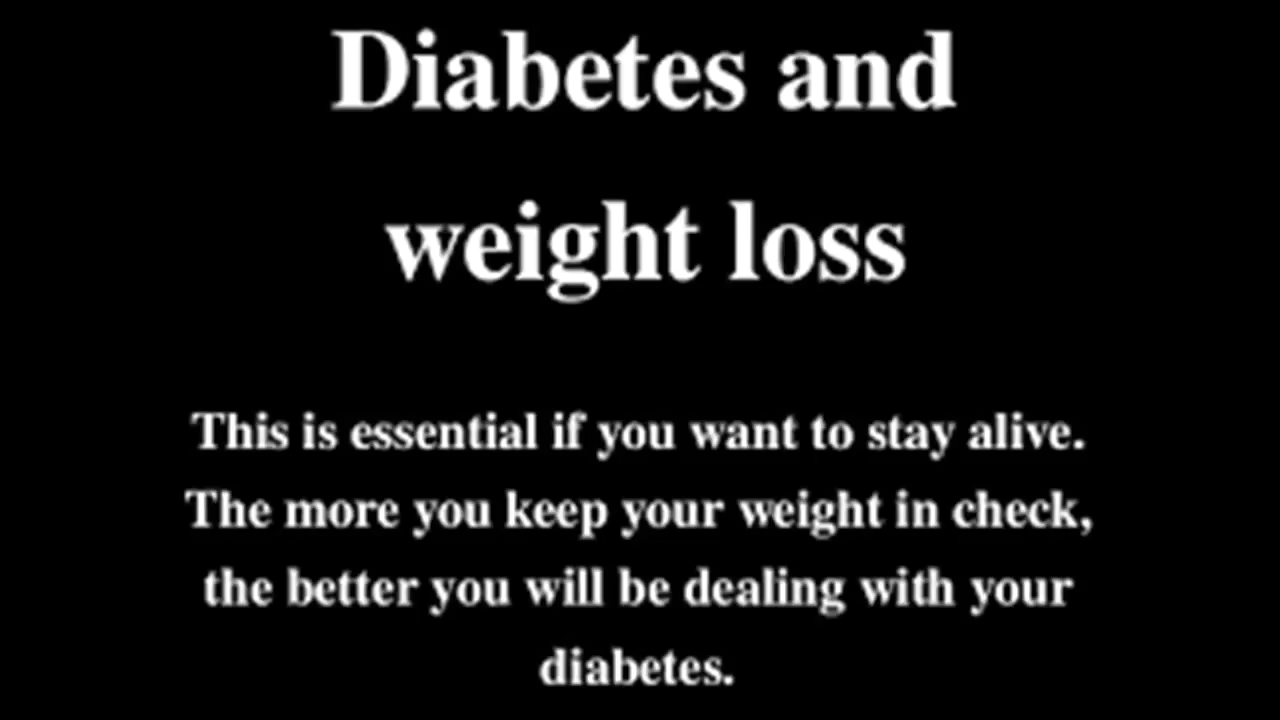 Diabetes and
weight loss
This is essential if you want to stay alive.
The more you keep your weight in check,
the better you will be dealing with your
diabetes.